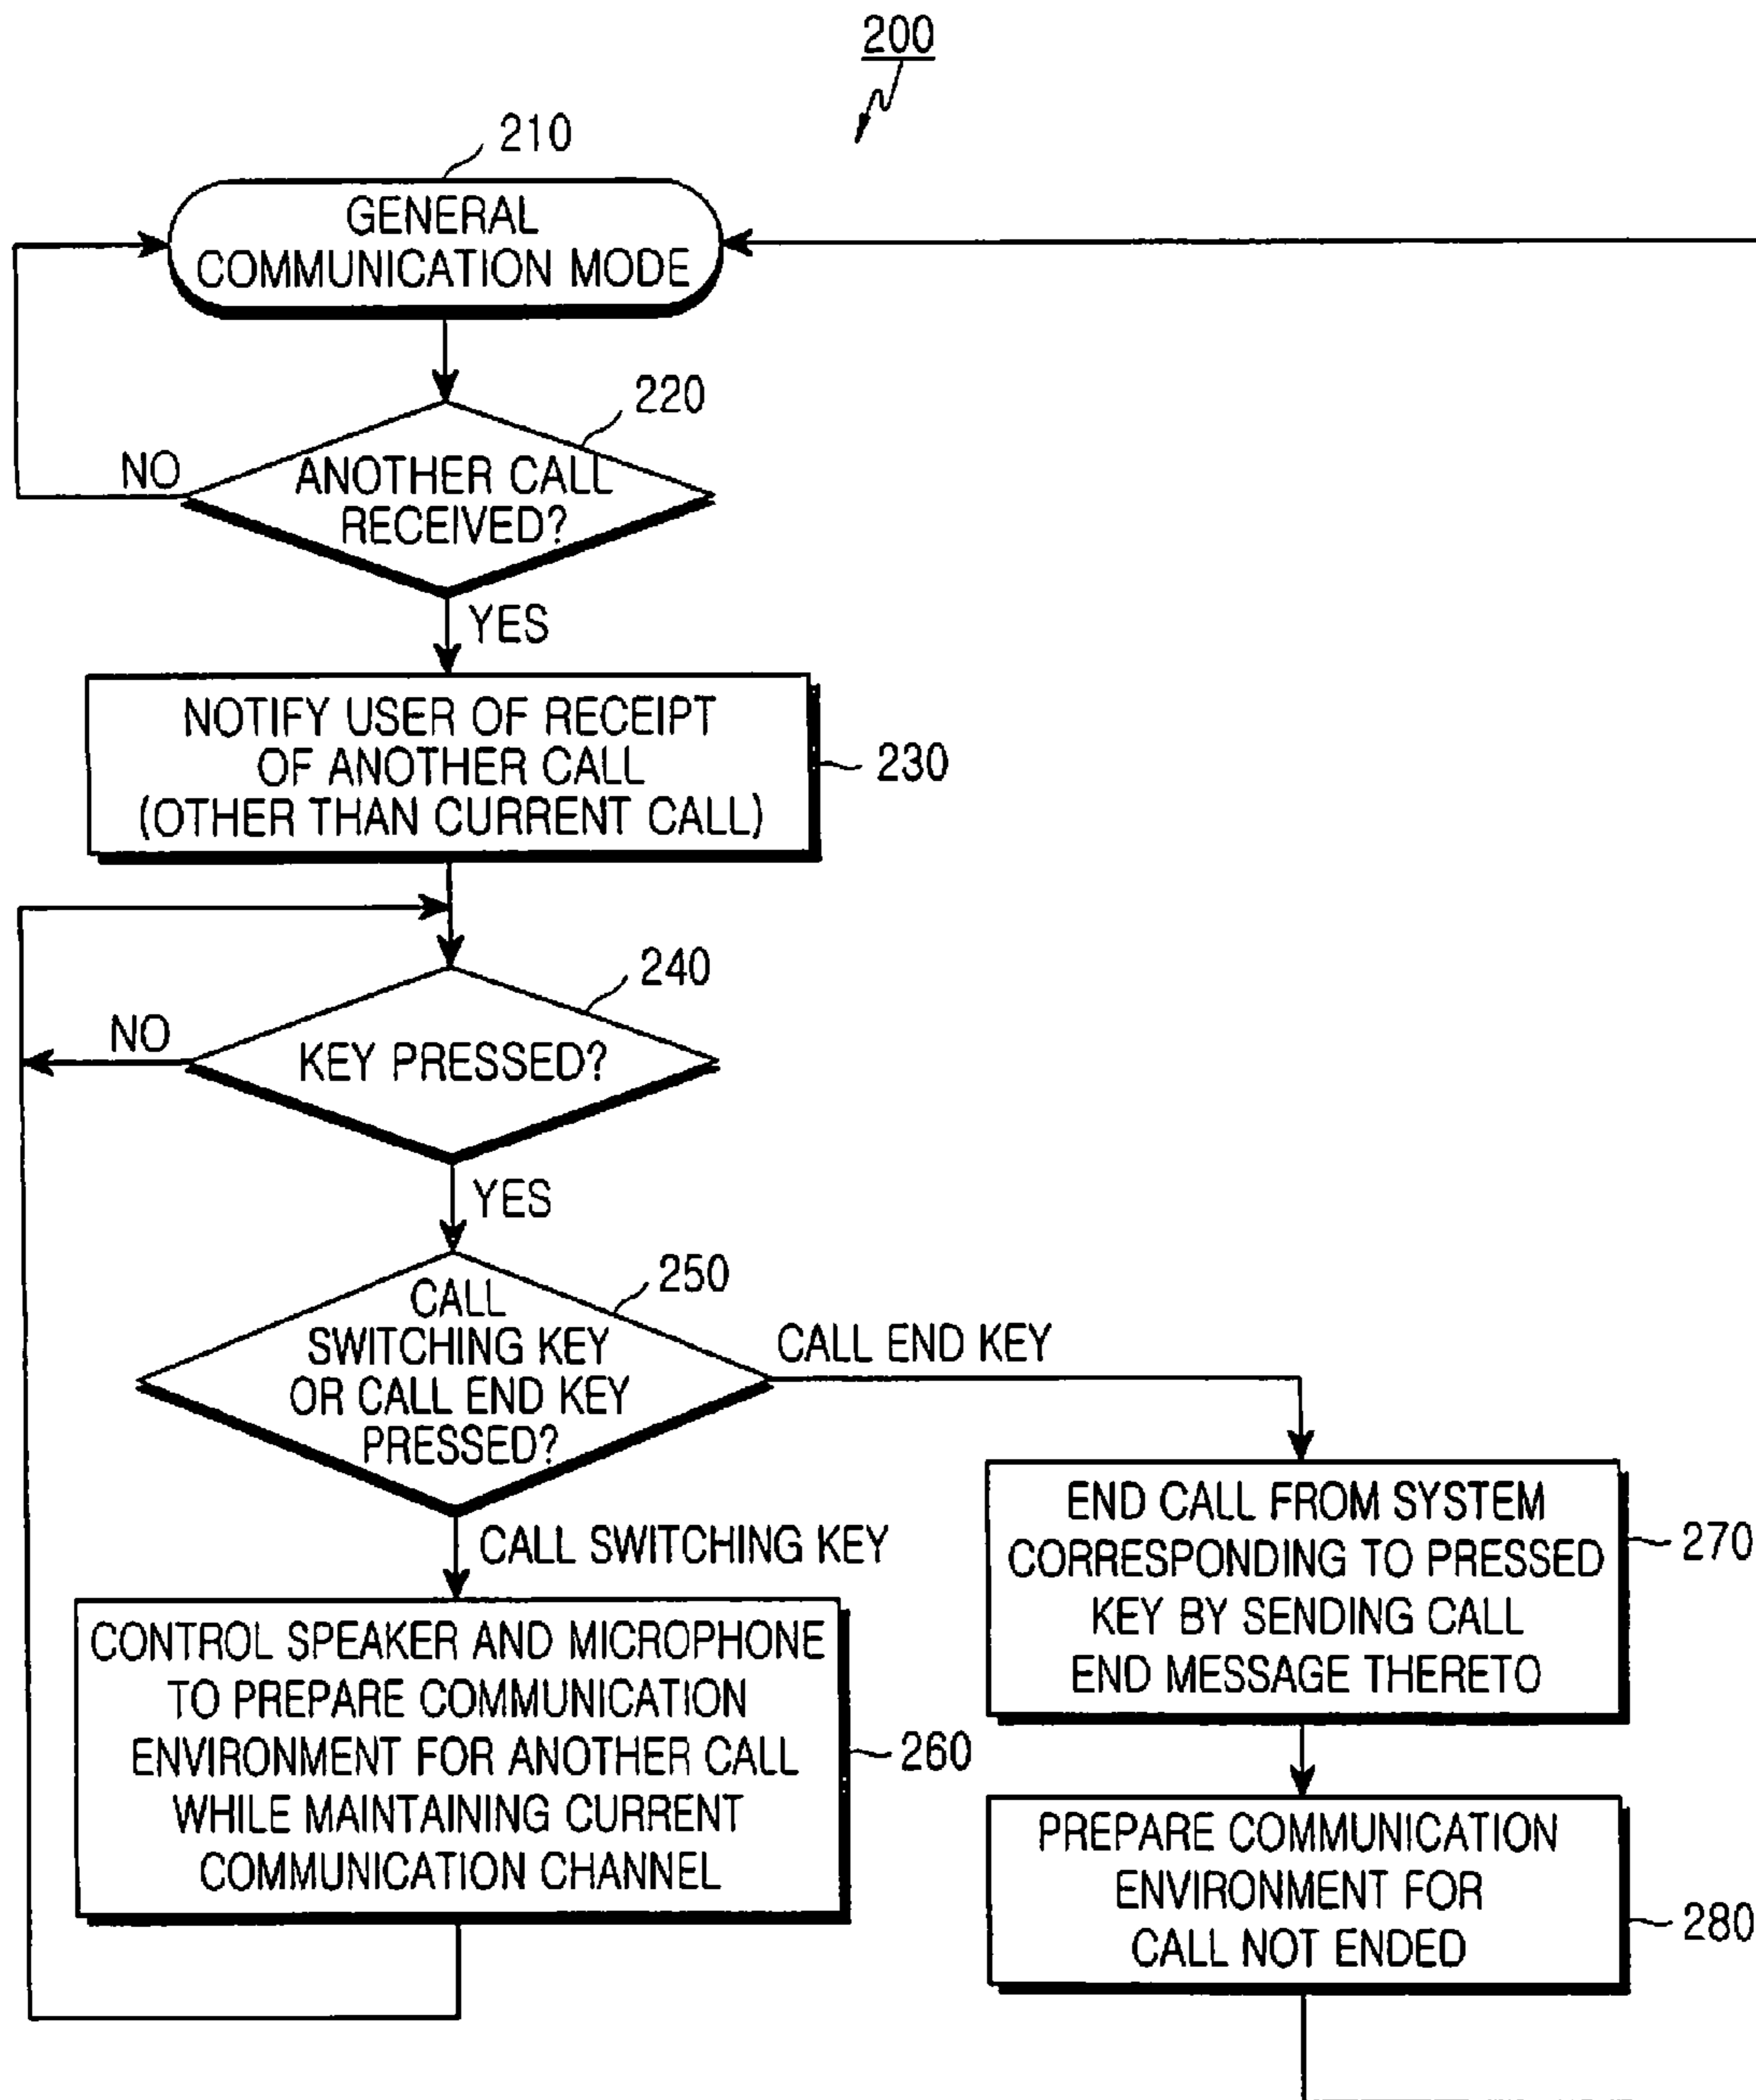 200
210
GENERAL
COMMUNICATION MODE
220
NO
ANOTHER CALL
RECEIVED?
YES
NOTIFY USER OF RECEIPT
OF ANOTHER CALL
(OTHER THAN CURRENT CALL)
230
240
NO
KEY PRESSED?
YES
250
CALL
SWITCHING KEY
OR CALL END KEY
PRESSED?
CALL END KEY
CALL SWITCHING KEY
CONTROL SPEAKER AND MICROPHONE
TO PREPARE COMMUNICATION
ENVIRONMENT FOR ANOTHER CALL
WHILE MAINTAINING CURRENT
COMMUNICATION CHANNEL
260
END CALL FROM SYSTEM
CORRESPONDING TO PRESSED
KEY BY SENDING CALL
END MESSAGE THERETO
270
PREPARE COMMUNICATION
ENVIRONMENT FOR
CALL NOT ENDED
280